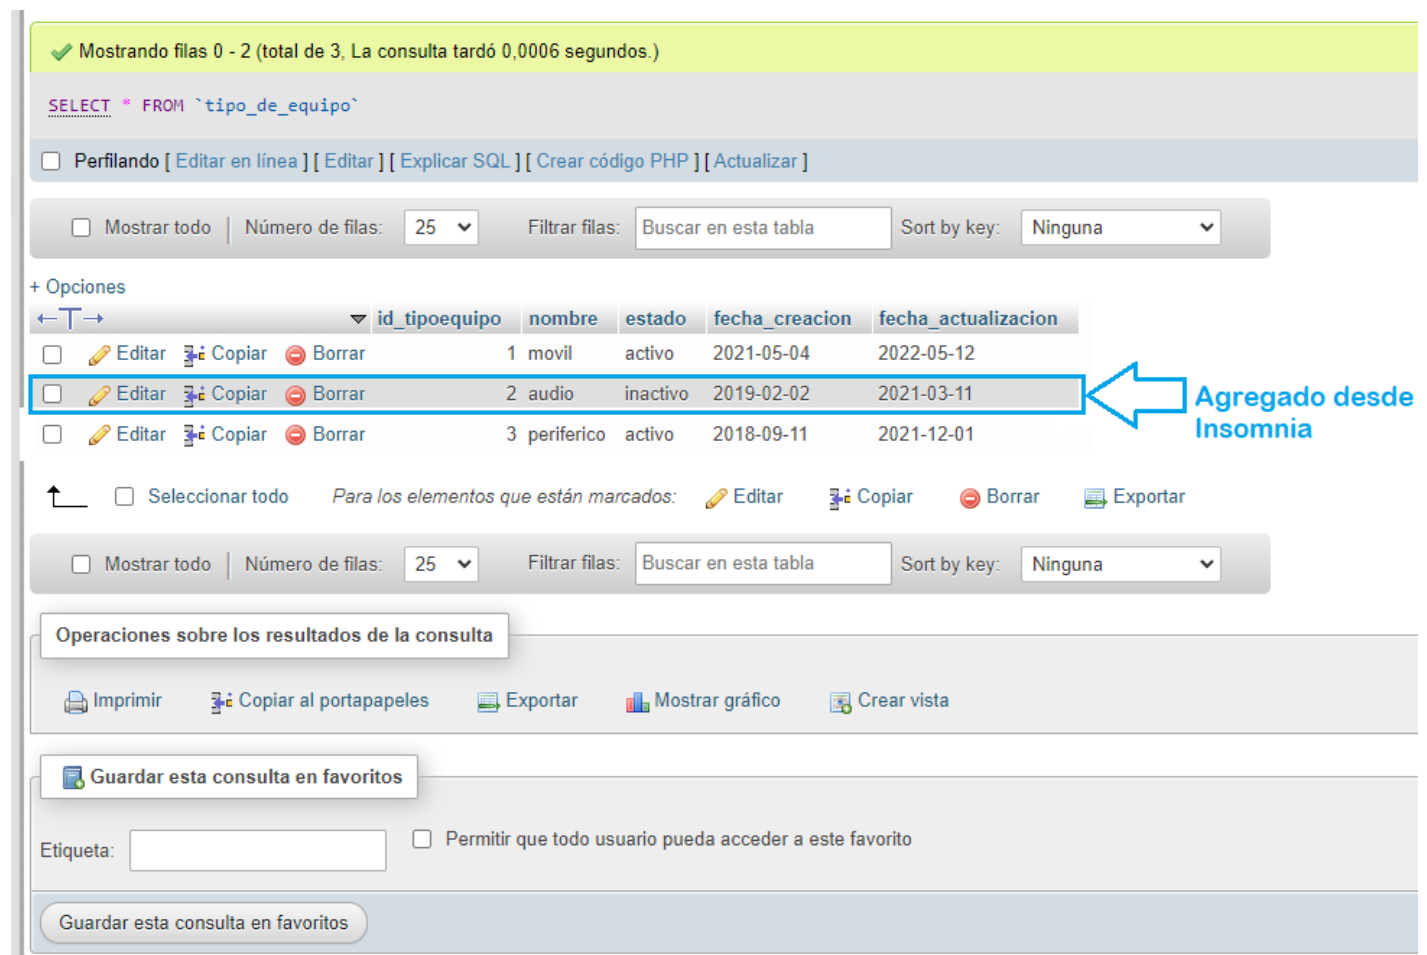 Mostrando filas 0 - 2 (total de 3, La consulta tardó 0,0006 segundos.)
SELECT * FROM `tipo_de_equipo`
Perfilando [ Editar en línea ] [ Editar ] [ Explicar SQL ] [ Crear código PHP ] [ Actualizar ]
Mostrar todo | Número de filas: 25 Filtrar filas: Buscar en esta tabla Sort by key: Ninguna
+ Opciones
←T→ id_tipoequipo nombre estado fecha_creacion fecha_actualizacion
Editar Copiar Borrar 1 movil activo 2021-05-04 2022-05-12
Editar Copiar Borrar 2 audio inactivo 2019-02-02 2021-03-11
Agregado desde
Insomnia
Editar Copiar Borrar 3 periferico activo 2018-09-11 2021-12-01
Seleccionar todo Para los elementos que están marcados: Editar Copiar Borrar Exportar
Mostrar todo | Número de filas: 25 Filtrar filas: Buscar en esta tabla Sort by key: Ninguna
Operaciones sobre los resultados de la consulta
Imprimir Copiar al portapapeles Exportar Mostrar gráfico Crear vista
Guardar esta consulta en favoritos
Etiqueta: Permitir que todo usuario pueda acceder a este favorito
Guardar esta consulta en favoritos